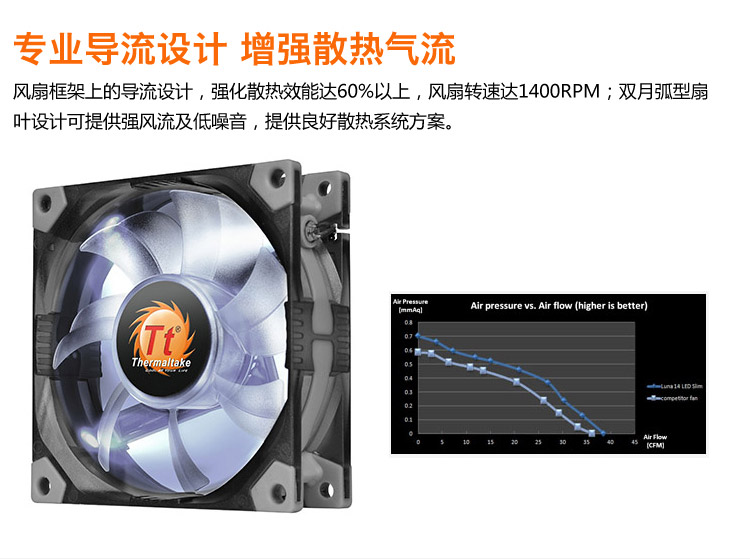 专业导流设计 增强散热气流
风扇框架上的导流设计，强化散热效能达60%以上，风扇转速达1400RPM；双月弧型扇
叶设计可提供强风流及低噪音，提供良好散热系统方案。
Tt®
Thermaltake
COOL ALL YOUR LIFE
Air Pressure
[mmAq]
Air pressure vs. Air flow (higher is better)
0.8
0.7
0.6
0.5
0.4
0.3
0.2
0.1
0
0 5 10 15 20 25 30 35 40 45
Luna 14 LED Slim
competitor fan
Air Flow
[CFM]